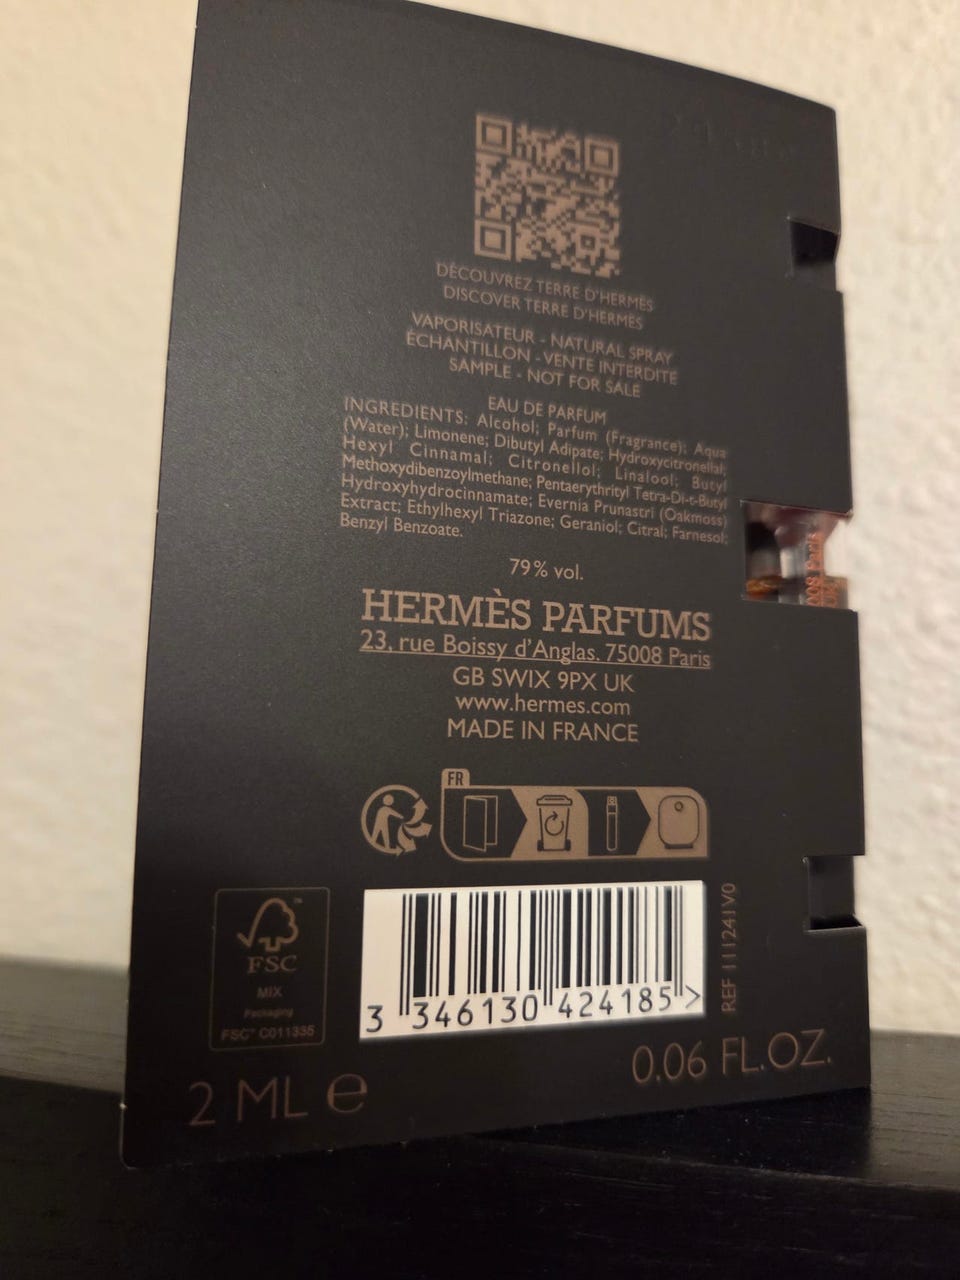 DÉCOUVREZ TERRE D'HERMÈS
DISCOVER TERRE D'HERMÈS
VAPORISATEUR - NATURAL SPRAY
ÉCHANTILLON - VENTE INTERDITE
SAMPLE - NOT FOR SALE
EAU DE PARFUM
INGREDIENTS: Alcohol; Parfum (Fragrance); Aqua
(Water); Limonene; Dibutyl Adipate; Hydroxycitronellal;
Hexyl Cinnamal; Citronellol; Linalool; Butyl
Methoxydibenzoylmethane; Pentaerythrityl Tetra-Di-t-Butyl
Hydroxyhydrocinnamate; Evernia Prunastri (Oakmoss)
Extract; Ethylhexyl Triazone; Geraniol; Citral; Farnesol;
Benzyl Benzoate.
79% vol.
HERMÈS PARFUMS
23, rue Boissy d'Anglas. 75008 Paris
GB SWIX 9PX UK
www.hermes.com
MADE IN FRANCE
FR
FSC
MIX
Packaging
FSC™ C011335
3 346130 424185 >
REF 111241V0
2 ML e
0.06 FL.OZ.
008 Paris